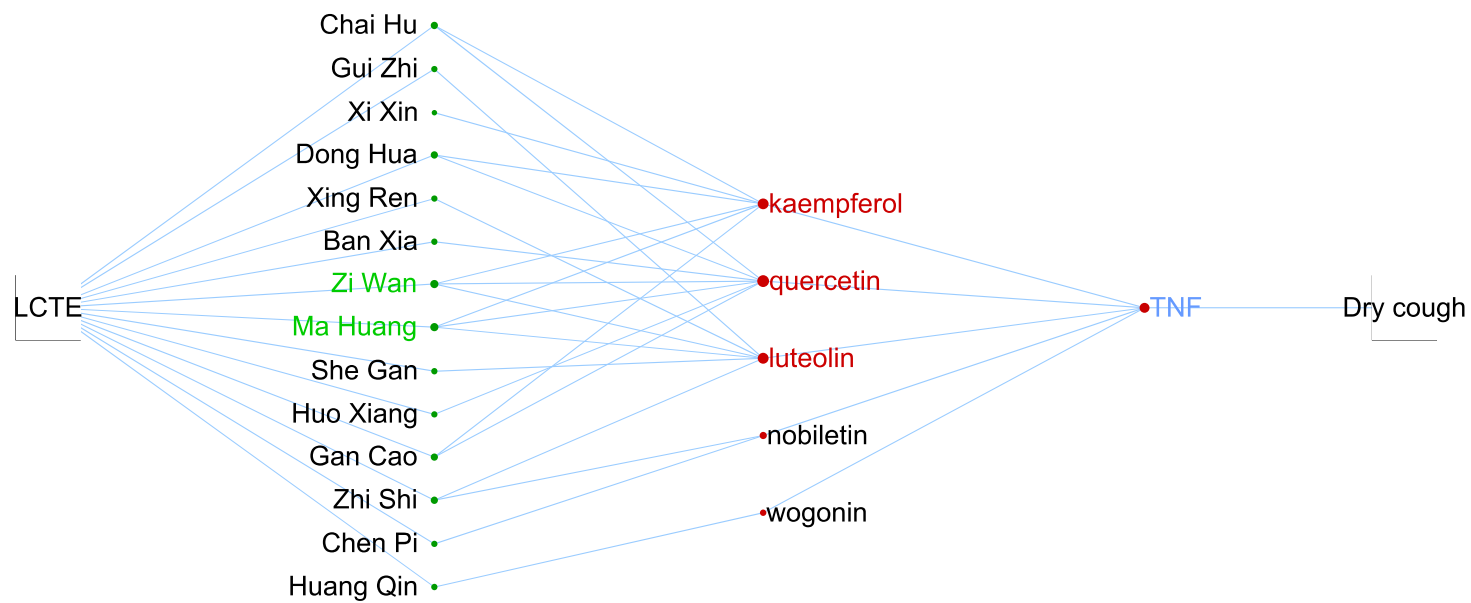 LCTE
Chai Hu
Gui Zhi
Xi Xin
Dong Hua
Xing Ren
Ban Xia
Zi Wan
Ma Huang
She Gan
Huo Xiang
Gan Cao
Zhi Shi
Chen Pi
Huang Qin
kaempferol
quercetin
luteolin
nobiletin
wogonin
TNF
Dry cough